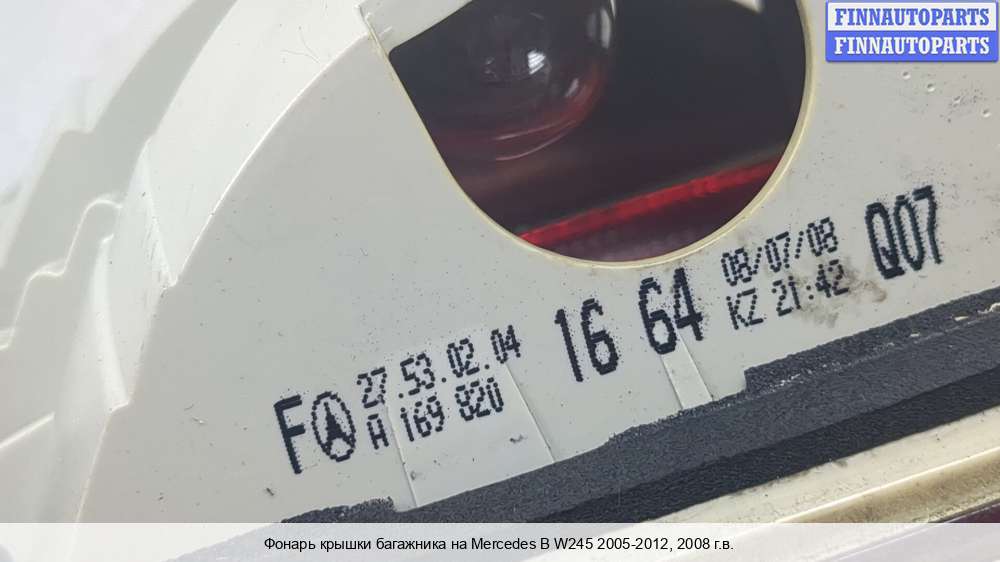 FINNAUTOPARTS
FINNAUTOPARTS
F 27.53.02.04
A 169 820
16 64
08/07/08
KZ 21:42
Q07
Фонарь крышки багажника на Mercedes B W245 2005-2012, 2008 г.в.